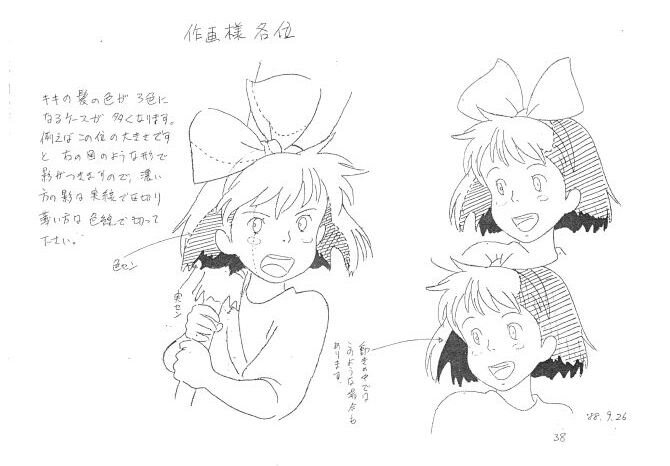 作画様 各位
キキの髪の色が 3色に
なるケースが 多くなります。
例えばこの位の大きさです
と 右の図のような形で
影がつきますので、濃い
方の影は 実線で区切り
薄い方は 色線で切って
下さい。
色セン
実セン
動きの中では
このような場合も
あります。
'88.9.26
38